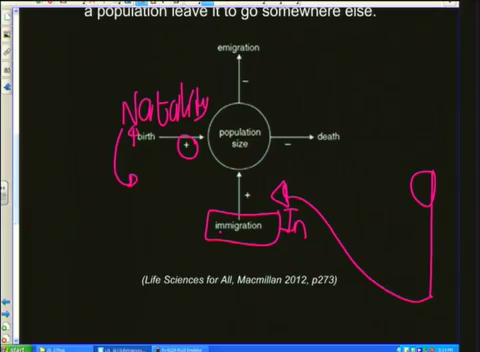 a population leave it to go somewhere else.
emigration
−
Natality
birth
+
population
size
−
death
+
immigration
In
(Life Sciences for All, Macmillan 2012, p273)